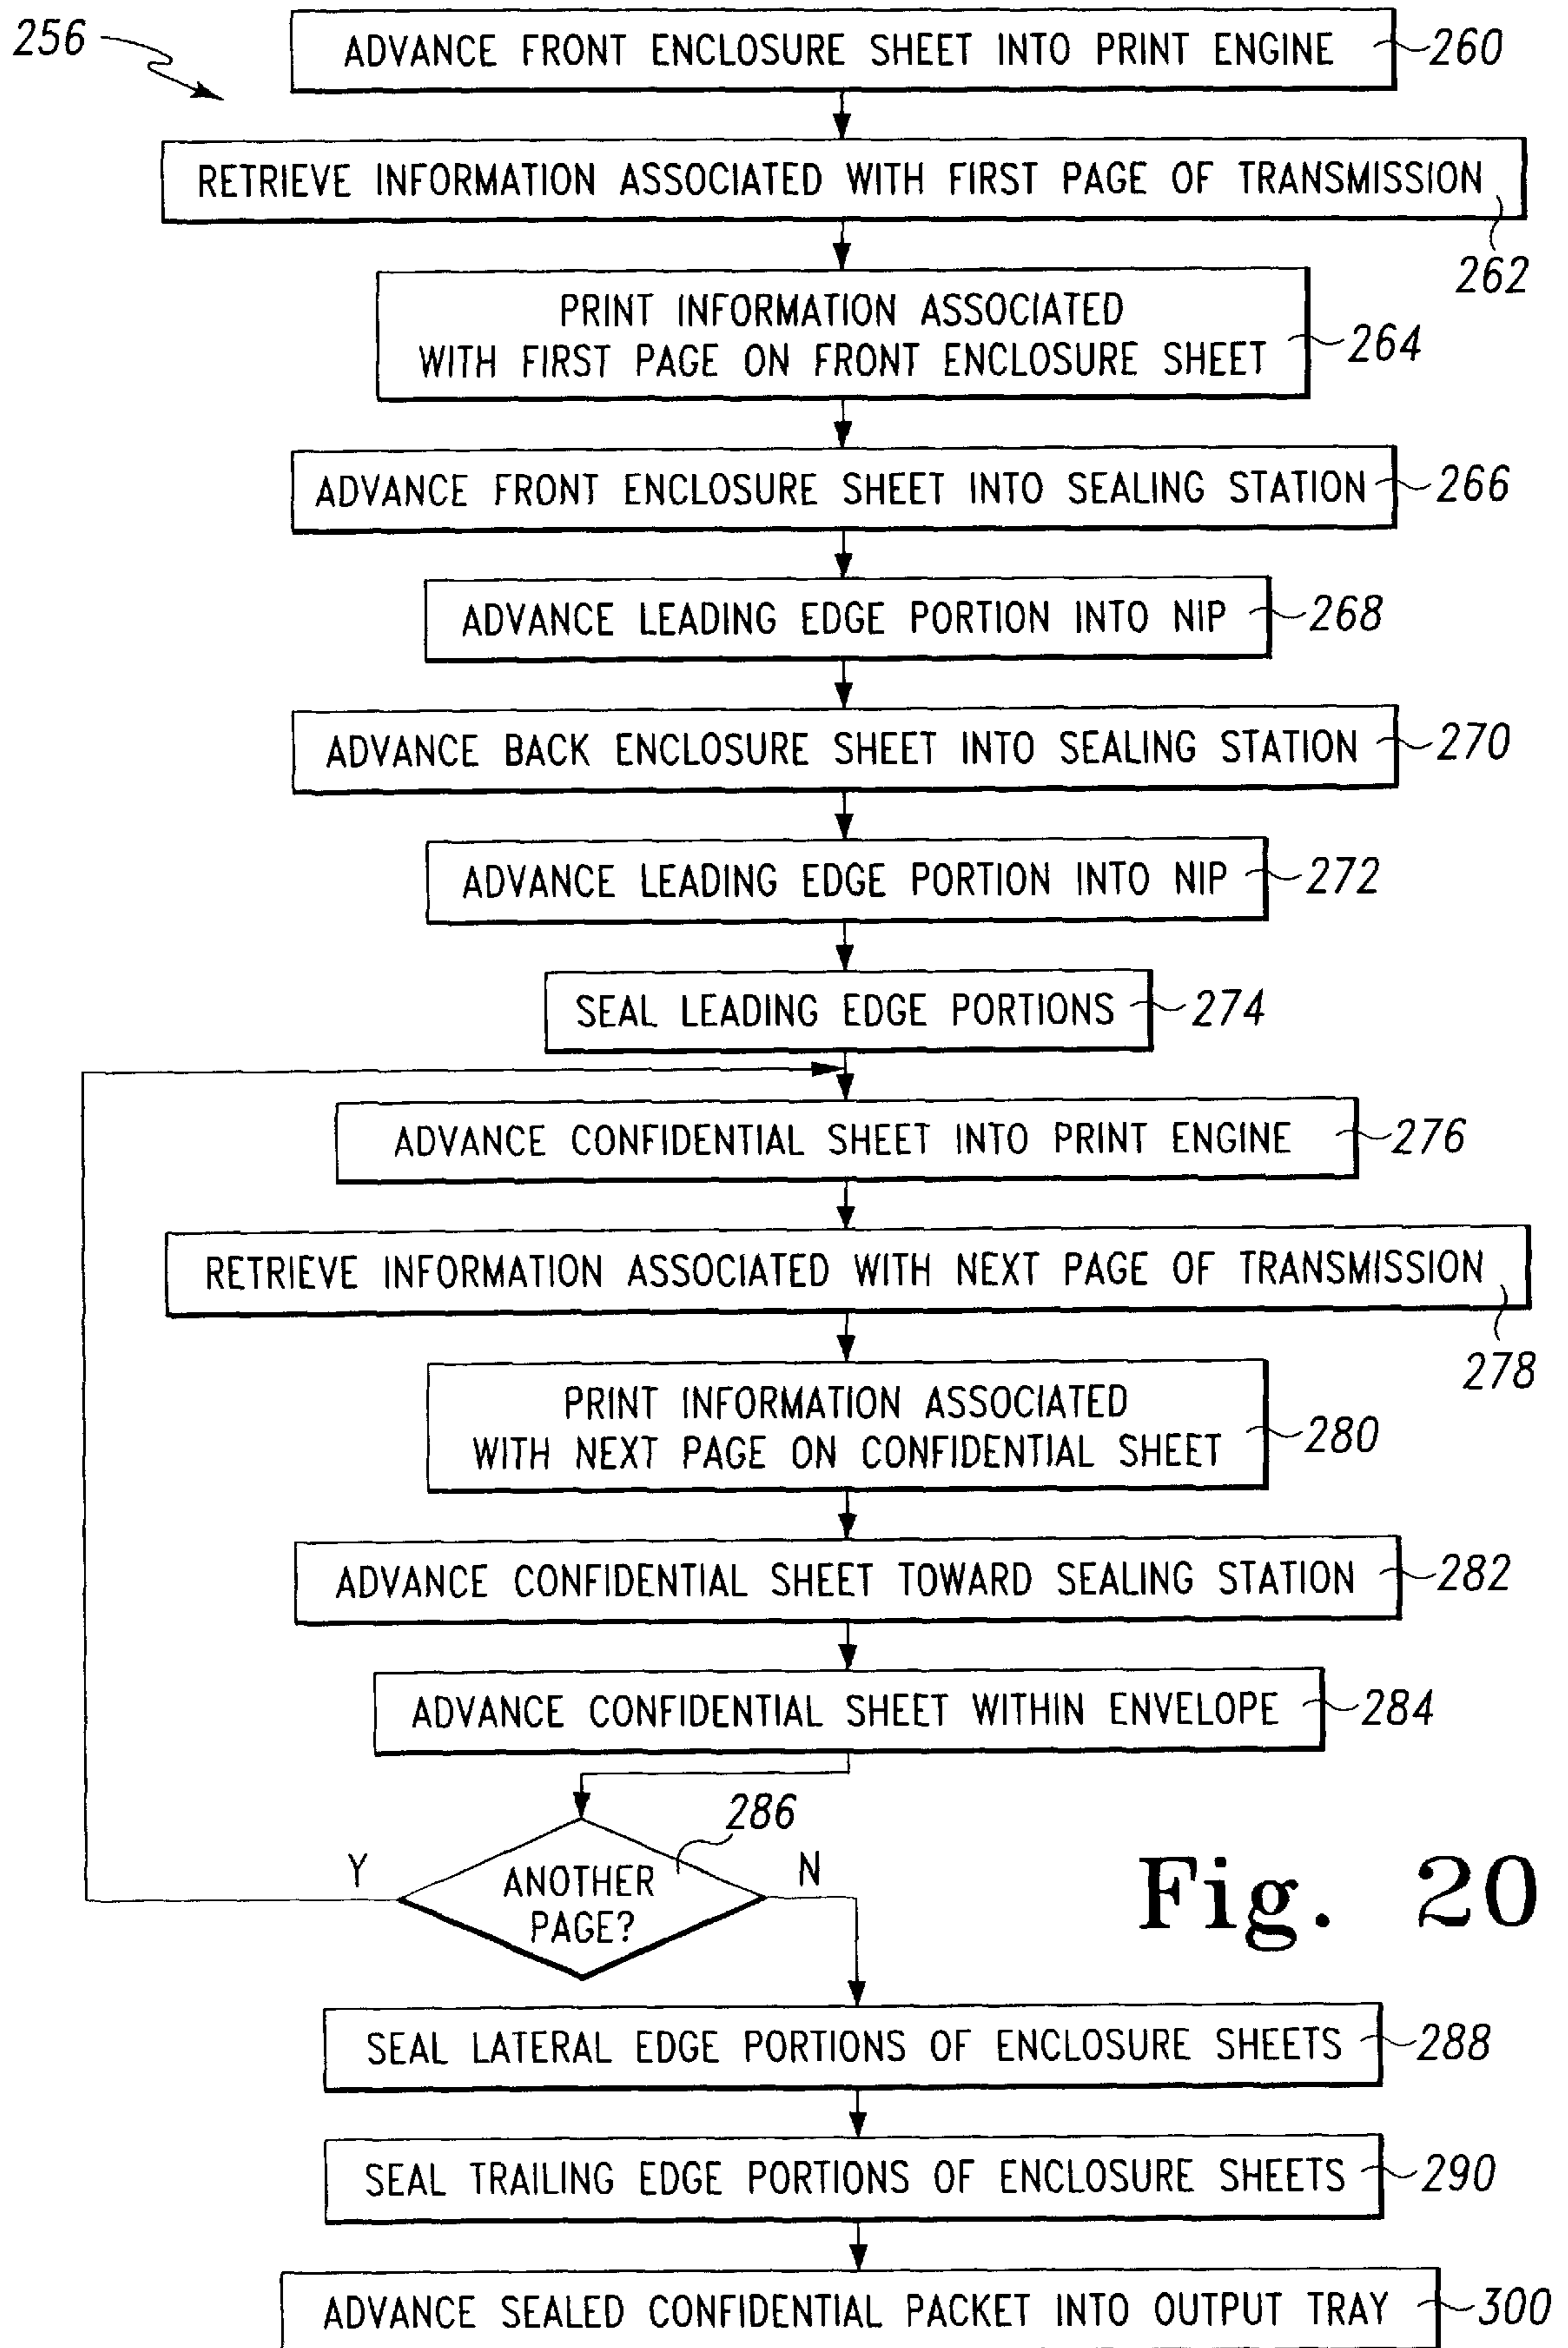 256
ADVANCE FRONT ENCLOSURE SHEET INTO PRINT ENGINE 260
RETRIEVE INFORMATION ASSOCIATED WITH FIRST PAGE OF TRANSMISSION
262
PRINT INFORMATION ASSOCIATED
WITH FIRST PAGE ON FRONT ENCLOSURE SHEET 264
ADVANCE FRONT ENCLOSURE SHEET INTO SEALING STATION 266
ADVANCE LEADING EDGE PORTION INTO NIP 268
ADVANCE BACK ENCLOSURE SHEET INTO SEALING STATION 270
ADVANCE LEADING EDGE PORTION INTO NIP 272
SEAL LEADING EDGE PORTIONS 274
ADVANCE CONFIDENTIAL SHEET INTO PRINT ENGINE 276
RETRIEVE INFORMATION ASSOCIATED WITH NEXT PAGE OF TRANSMISSION
278
PRINT INFORMATION ASSOCIATED
WITH NEXT PAGE ON CONFIDENTIAL SHEET 280
ADVANCE CONFIDENTIAL SHEET TOWARD SEALING STATION 282
ADVANCE CONFIDENTIAL SHEET WITHIN ENVELOPE 284
286
Y
ANOTHER
PAGE?
N
Fig. 20
SEAL LATERAL EDGE PORTIONS OF ENCLOSURE SHEETS 288
SEAL TRAILING EDGE PORTIONS OF ENCLOSURE SHEETS 290
ADVANCE SEALED CONFIDENTIAL PACKET INTO OUTPUT TRAY 300